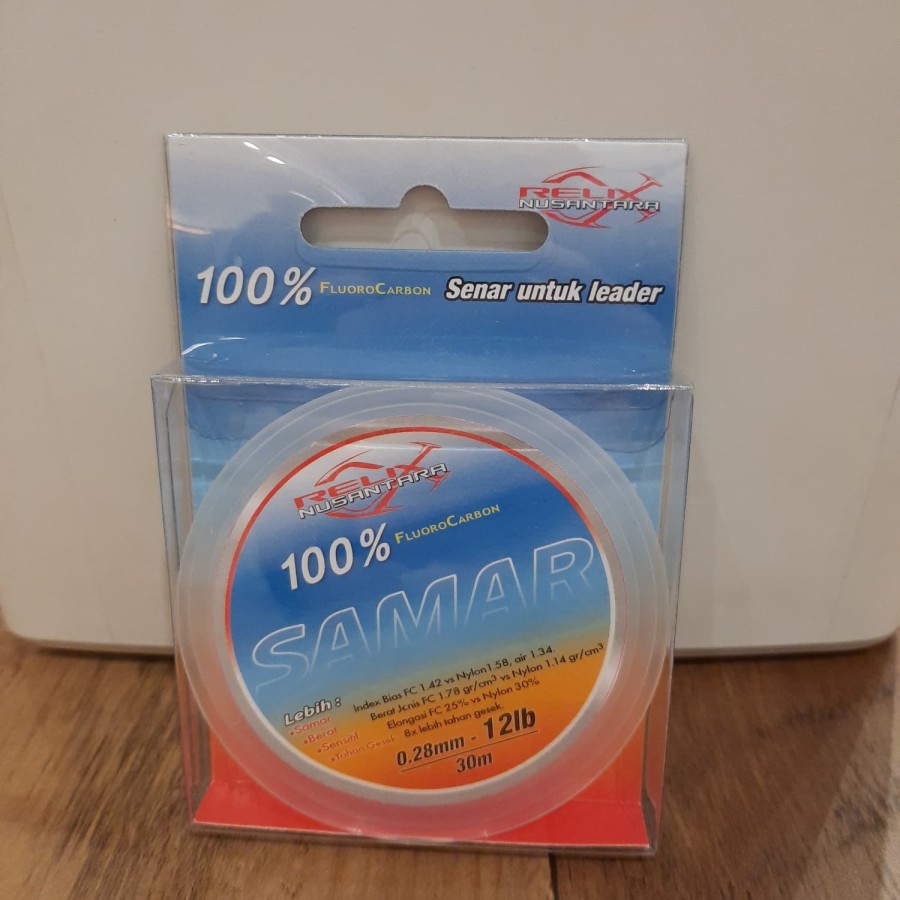 RELIX
NUSANTARA
100% FLUOROCARBON Senar untuk leader
RELIX
NUSANTARA
100% FLUOROCARBON
SAMAR
Lebih :
•Samar Index Bias FC 1.42 vs Nylon1.58, air 1.34.
•Berat Berat Jenis FC 1.78 gr/cm³ vs Nylon 1.14 gr/cm³
•Sensitif Elongasi FC 25% vs Nylon 30%
•Tahan Gesek 8x lebih tahan gesek.
0,28mm - 12lb
30m